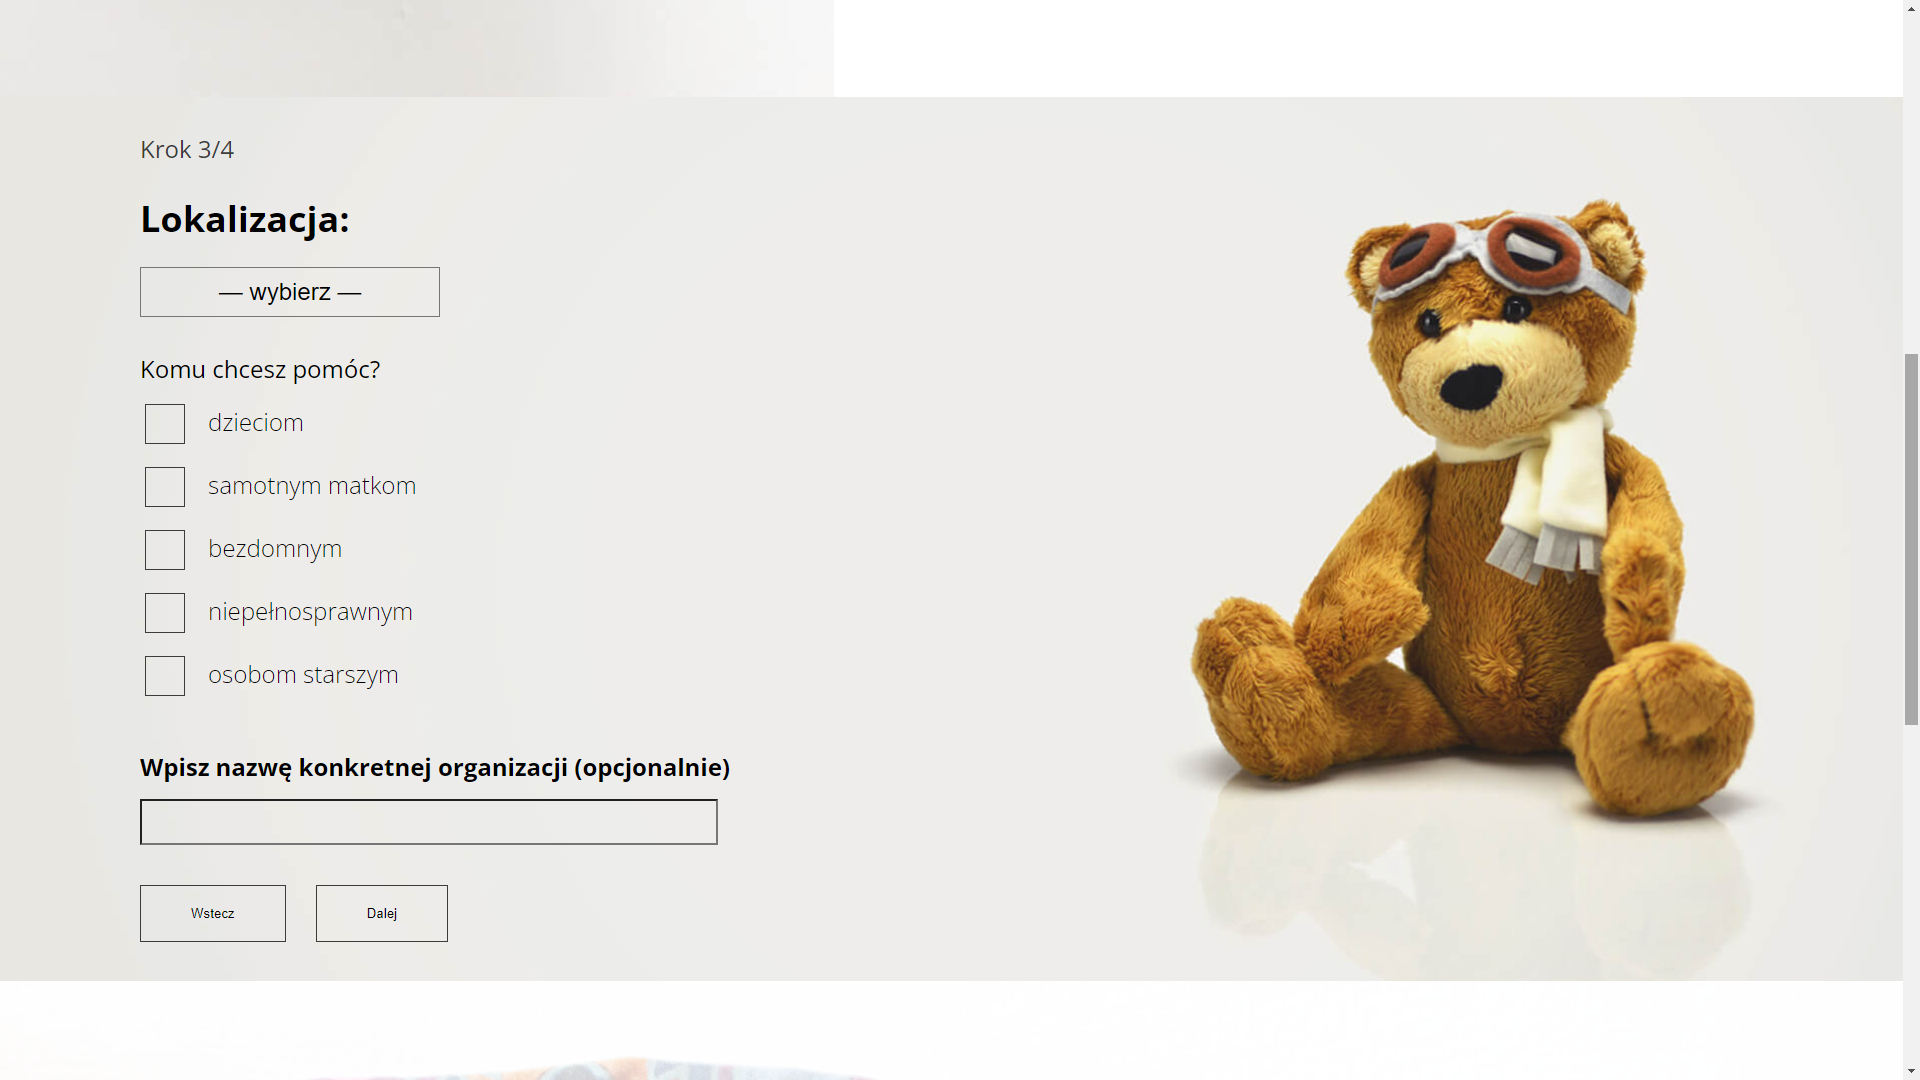 Krok 3/4
Lokalizacja:
— wybierz —
Komu chcesz pomóc?
dzieciom
samotnym matkom
bezdomnym
niepełnosprawnym
osobom starszym
Wpisz nazwę konkretnej organizacji (opcjonalnie)
Wstecz Dalej